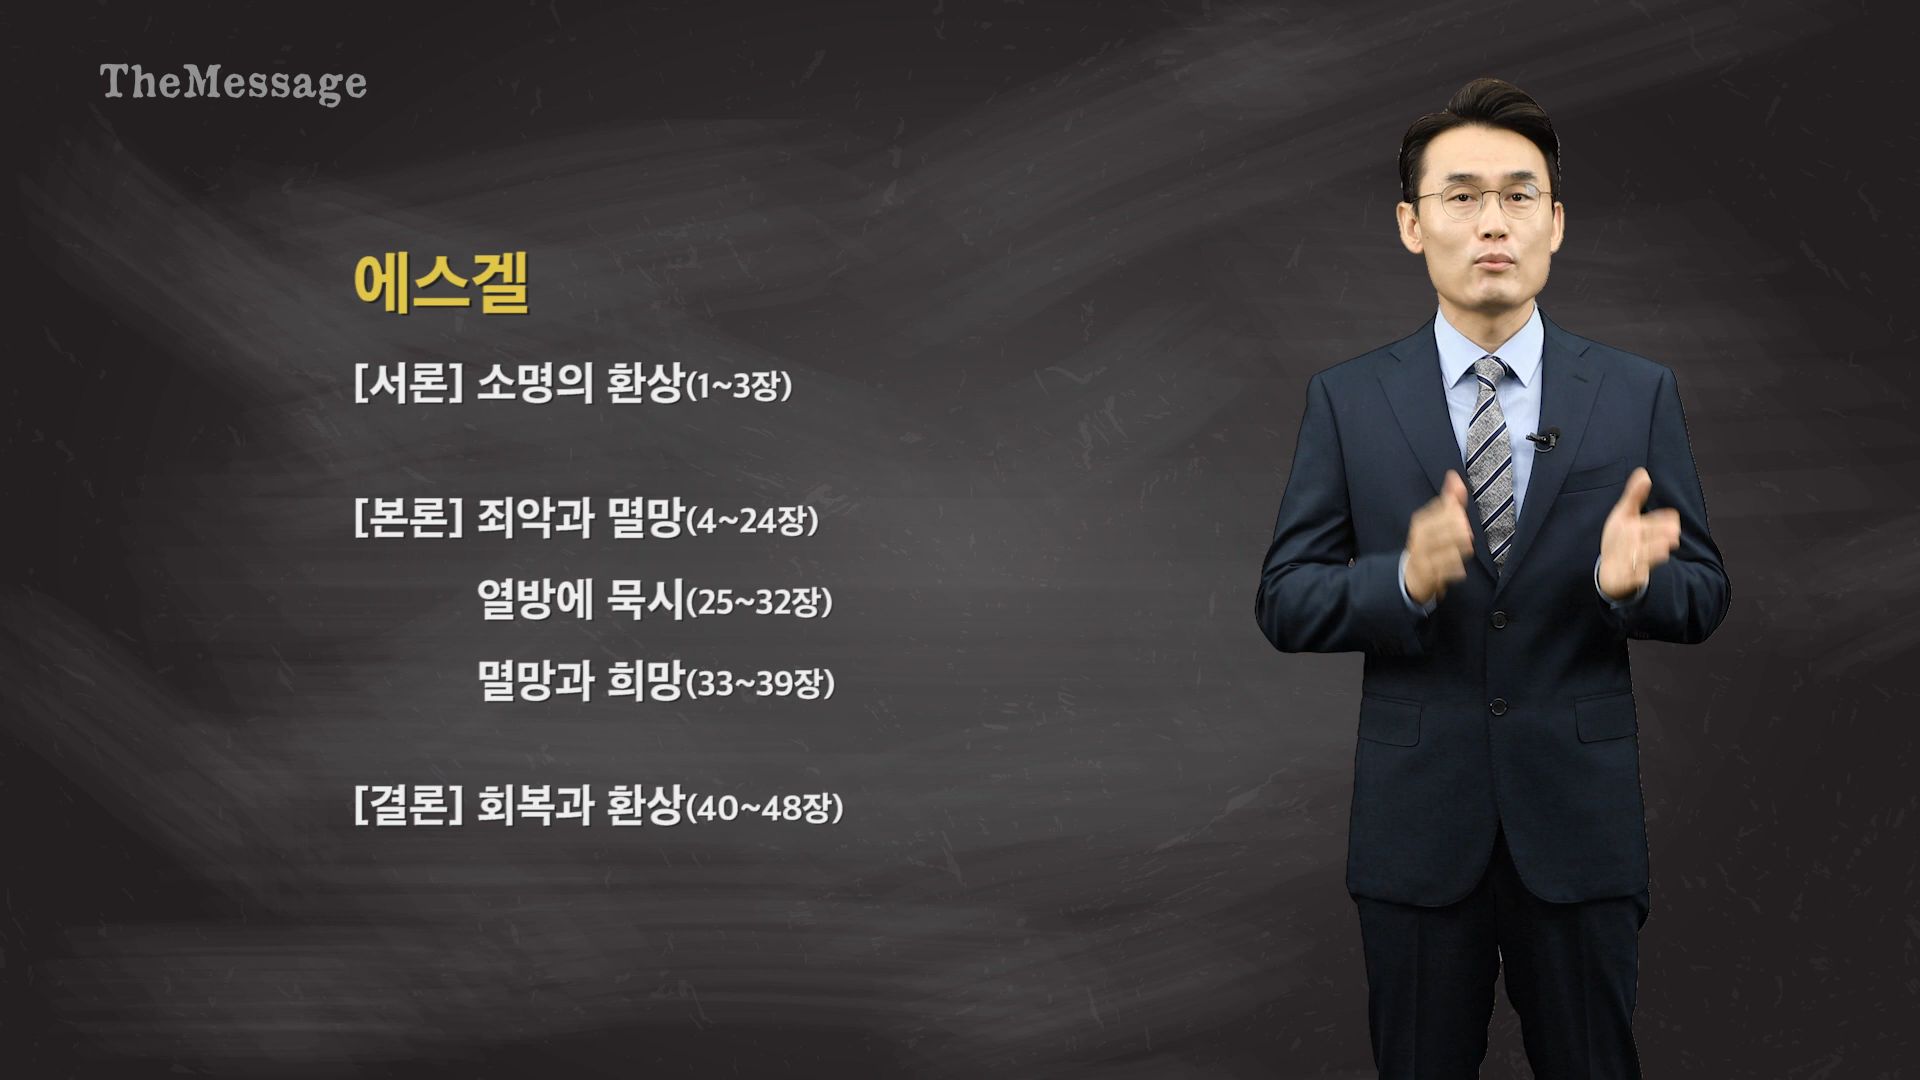 TheMessage
에스겔
[서론] 소명의 환상(1~3장)
[본론] 죄악과 멸망(4~24장)
열방에 묵시(25~32장)
멸망과 희망(33~39장)
[결론] 회복과 환상(40~48장)